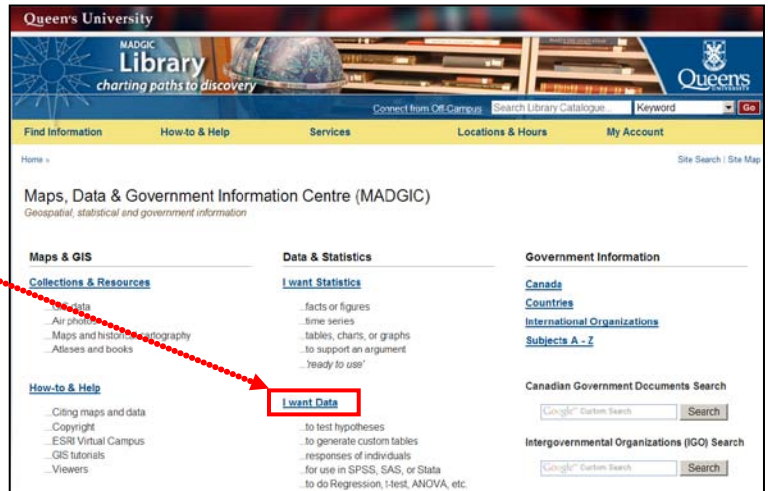 Queen's University
MADGIC
Library
charting paths to discovery
Queen's
UNIVERSITY
Connect from Off-Campus Search Library Catalogue... Keyword Go
Find Information How-to & Help Services Locations & Hours My Account
Home » Site Search | Site Map
Maps, Data & Government Information Centre (MADGIC)
Geospatial, statistical and government information
Maps & GIS
Collections & Resources
...GIS data
...Air photos
...Maps and historical cartography
...Atlases and books
How-to & Help
...Citing maps and data
...Copyright
...ESRI Virtual Campus
...GIS tutorials
...Viewers
Data & Statistics
I want Statistics
...facts or figures
...time series
...tables, charts, or graphs
...to support an argument
...'ready to use'
I want Data
...to test hypotheses
...to generate custom tables
...responses of individuals
...for use in SPSS, SAS, or Stata
...to do Regression, t-test, ANOVA, etc.
Government Information
Canada
Countries
International Organizations
Subjects A - Z
Canadian Government Documents Search
Google™ Custom Search Search
Intergovernmental Organizations (IGO) Search
Google™ Custom Search Search